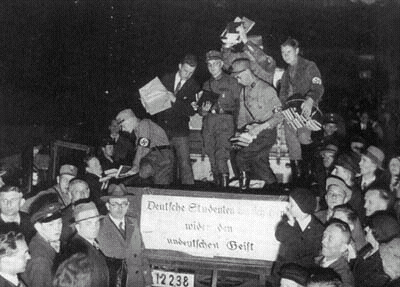 Deutsche Studenten
wider den
undeutschen Geist
12238